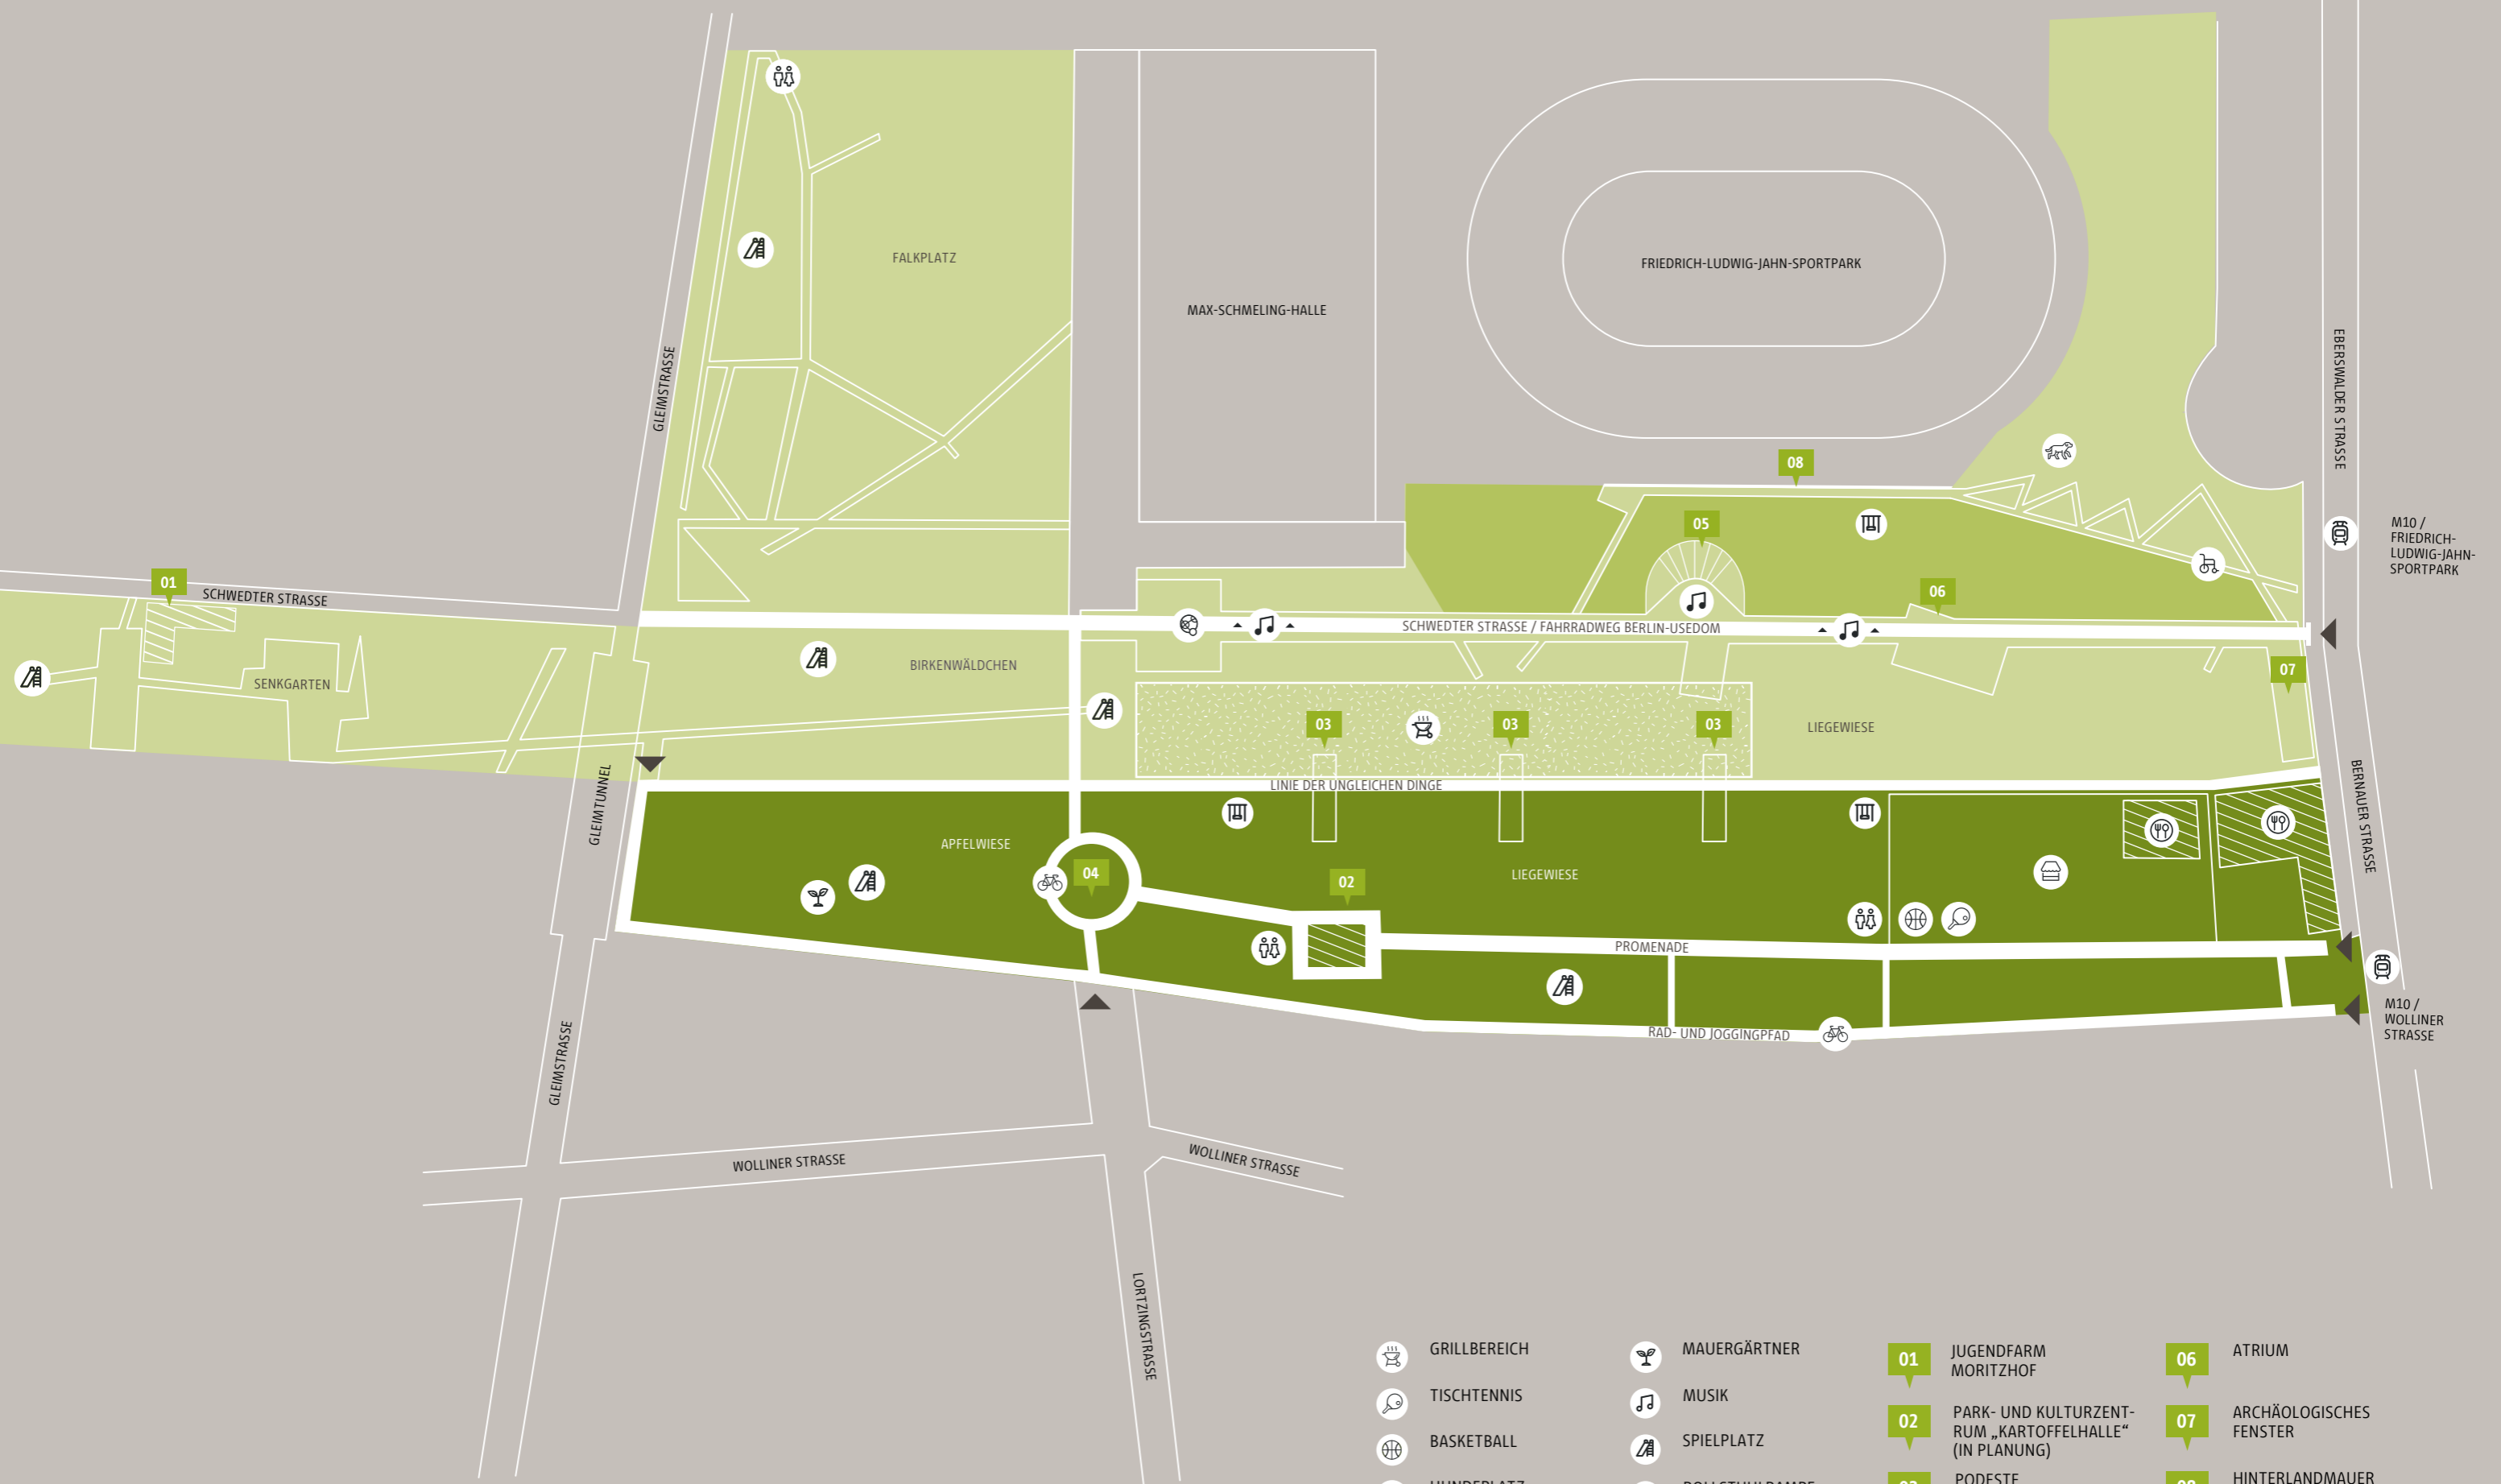 FALKPLATZ
FRIEDRICH-LUDWIG-JAHN-SPORTPARK
MAX-SCHMELING-HALLE
GLEIMSTRASSE
EBERSWALDER STRASSE
08
05
M10 /
FRIEDRICH-
LUDWIG-JAHN-
SPORTPARK
01
SCHWEDTER STRASSE
06
SCHWEDTER STRASSE / FAHRRADWEG BERLIN-USEDOM
BIRKENWÄLDCHEN
07
SENKGARTEN
03
03
03
LIEGEWIESE
LINIE DER UNGLEICHEN DINGE
GLEIMTUNNEL
BERNAUER STRASSE
APFELWIESE
04
02
LIEGEWIESE
PROMENADE
M10 /
WOLLINER
STRASSE
RAD- UND JOGGINGPFAD
GLEIMSTRASSE
WOLLINER STRASSE
WOLLINER STRASSE
LORTZINGSTRASSE
GRILLBEREICH
TISCHTENNIS
BASKETBALL
HUNDEPLATZ
MAUERGÄRTNER
MUSIK
SPIELPLATZ
ROLLSTUHLRAMPE
01
JUGENDFARM
MORITZHOF
02
PARK- UND KULTURZENT-
RUM „KARTOFFELHALLE“
(IN PLANUNG)
03
PODESTE
06
ATRIUM
07
ARCHÄOLOGISCHES
FENSTER
08
HINTERLANDMAUER